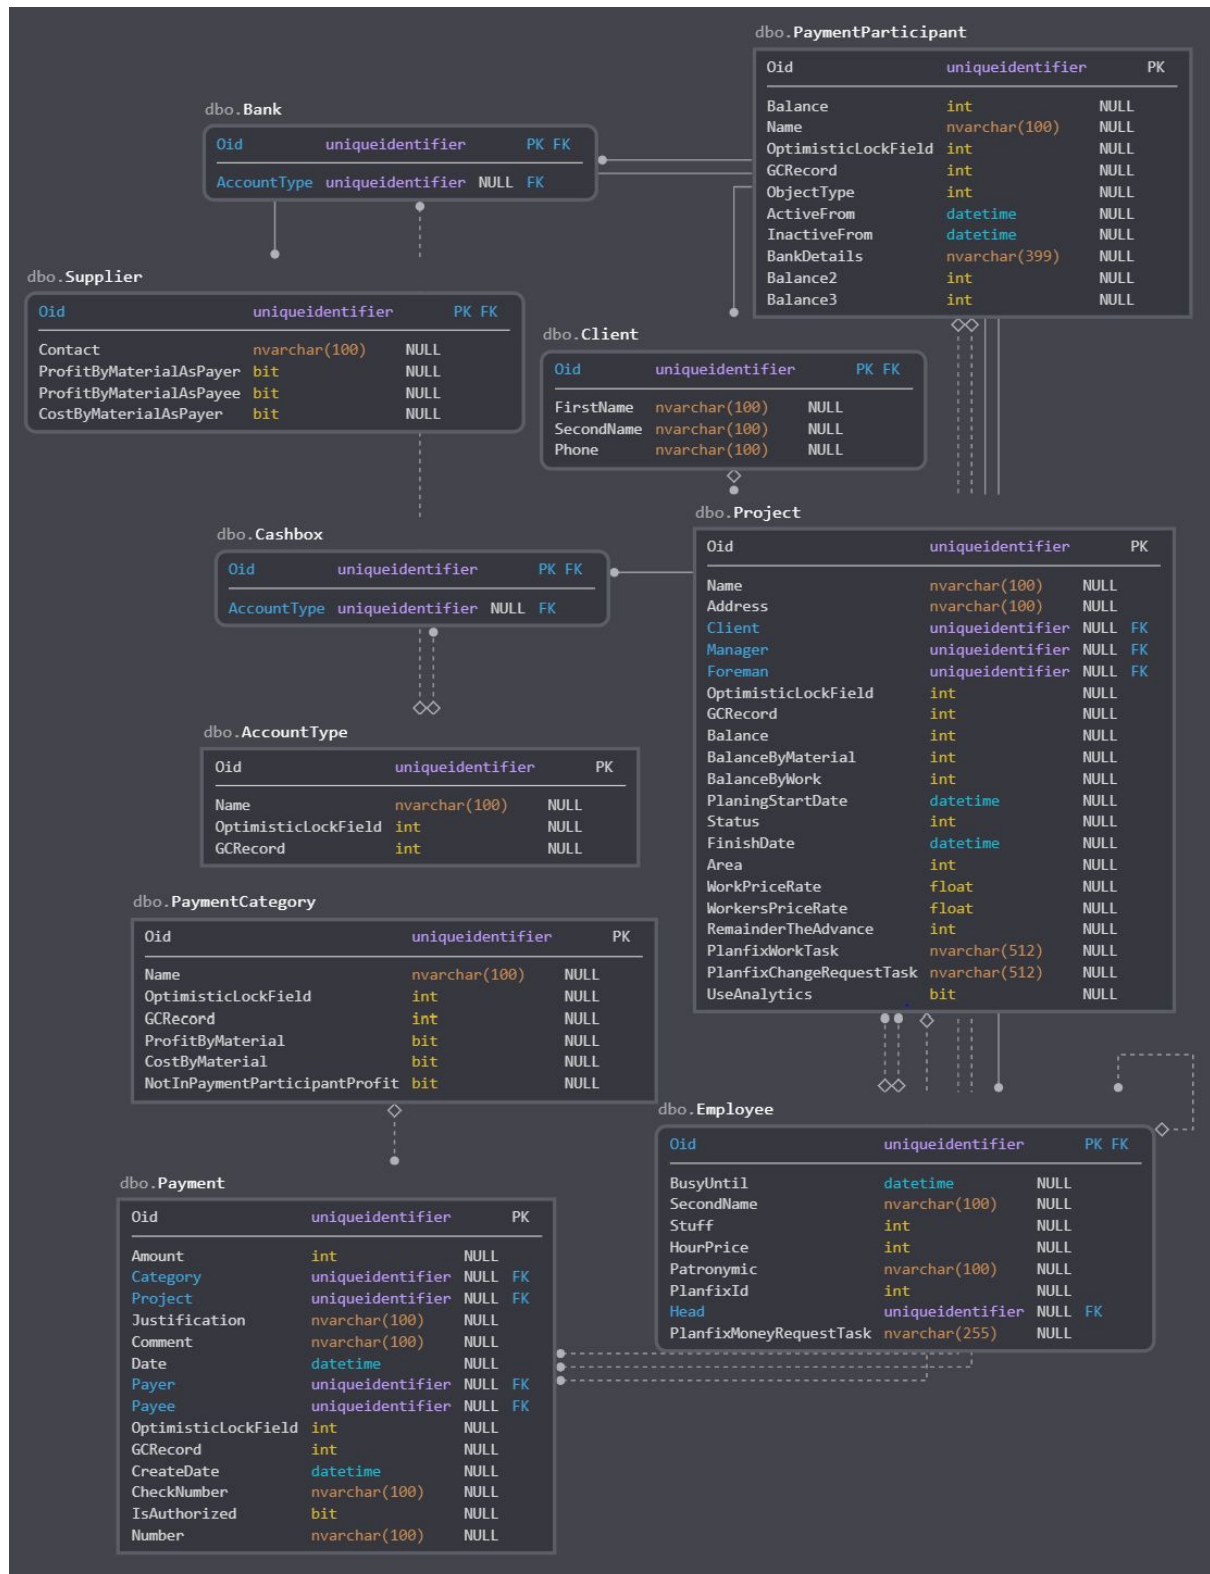 dbo.PaymentParticipant
Oid uniqueidentifier PK
Balance int NULL
Name nvarchar(100) NULL
OptimisticLockField int NULL
GCRecord int NULL
ObjectType int NULL
ActiveFrom datetime NULL
InactiveFrom datetime NULL
BankDetails nvarchar(399) NULL
Balance2 int NULL
Balance3 int NULL
dbo.Bank
Oid uniqueidentifier PK FK
AccountType uniqueidentifier NULL FK
dbo.Supplier
Oid uniqueidentifier PK FK
Contact nvarchar(100) NULL
ProfitByMaterialAsPayer bit NULL
ProfitByMaterialAsPayee bit NULL
CostByMaterialAsPayer bit NULL
dbo.Client
Oid uniqueidentifier PK FK
FirstName nvarchar(100) NULL
SecondName nvarchar(100) NULL
Phone nvarchar(100) NULL
dbo.Cashbox
Oid uniqueidentifier PK FK
AccountType uniqueidentifier NULL FK
dbo.Project
Oid uniqueidentifier PK
Name nvarchar(100) NULL
Address nvarchar(100) NULL
Client uniqueidentifier NULL FK
Manager uniqueidentifier NULL FK
Foreman uniqueidentifier NULL FK
OptimisticLockField int NULL
GCRecord int NULL
Balance int NULL
BalanceByMaterial int NULL
BalanceByWork int NULL
PlaningStartDate datetime NULL
Status int NULL
FinishDate datetime NULL
Area int NULL
WorkPriceRate float NULL
WorkersPriceRate float NULL
RemainderTheAdvance int NULL
PlanfixWorkTask nvarchar(512) NULL
PlanfixChangeRequestTask nvarchar(512) NULL
UseAnalytics bit NULL
dbo.AccountType
Oid uniqueidentifier PK
Name nvarchar(100) NULL
OptimisticLockField int NULL
GCRecord int NULL
dbo.PaymentCategory
Oid uniqueidentifier PK
Name nvarchar(100) NULL
OptimisticLockField int NULL
GCRecord int NULL
ProfitByMaterial bit NULL
CostByMaterial bit NULL
NotInPaymentParticipantProfit bit NULL
dbo.Employee
Oid uniqueidentifier PK FK
BusyUntil datetime NULL
SecondName nvarchar(100) NULL
Stuff int NULL
HourPrice int NULL
Patronymic nvarchar(100) NULL
PlanfixId int NULL
Head uniqueidentifier NULL FK
PlanfixMoneyRequestTask nvarchar(255) NULL
dbo.Payment
Oid uniqueidentifier PK
Amount int NULL
Category uniqueidentifier NULL FK
Project uniqueidentifier NULL FK
Justification nvarchar(100) NULL
Comment nvarchar(100) NULL
Date datetime NULL
Payer uniqueidentifier NULL FK
Payee uniqueidentifier NULL FK
OptimisticLockField int NULL
GCRecord int NULL
CreateDate datetime NULL
CheckNumber nvarchar(100) NULL
IsAuthorized bit NULL
Number nvarchar(100) NULL